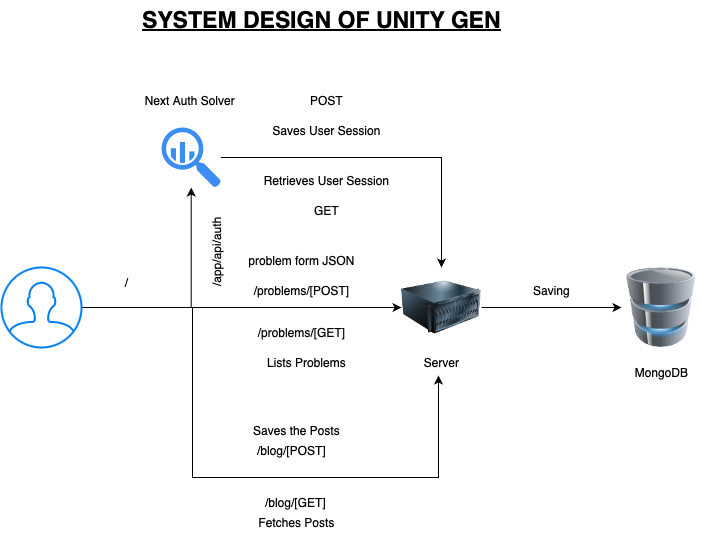 SYSTEM DESIGN OF UNITY GEN
Next Auth Solver
POST
Saves User Session
Retrieves User Session
GET
/app/api/auth
problem form JSON
/
/problems/[POST]
Saving
/problems/[GET]
Lists Problems
Server
MongoDB
Saves the Posts
/blog/[POST]
/blog/[GET]
Fetches Posts